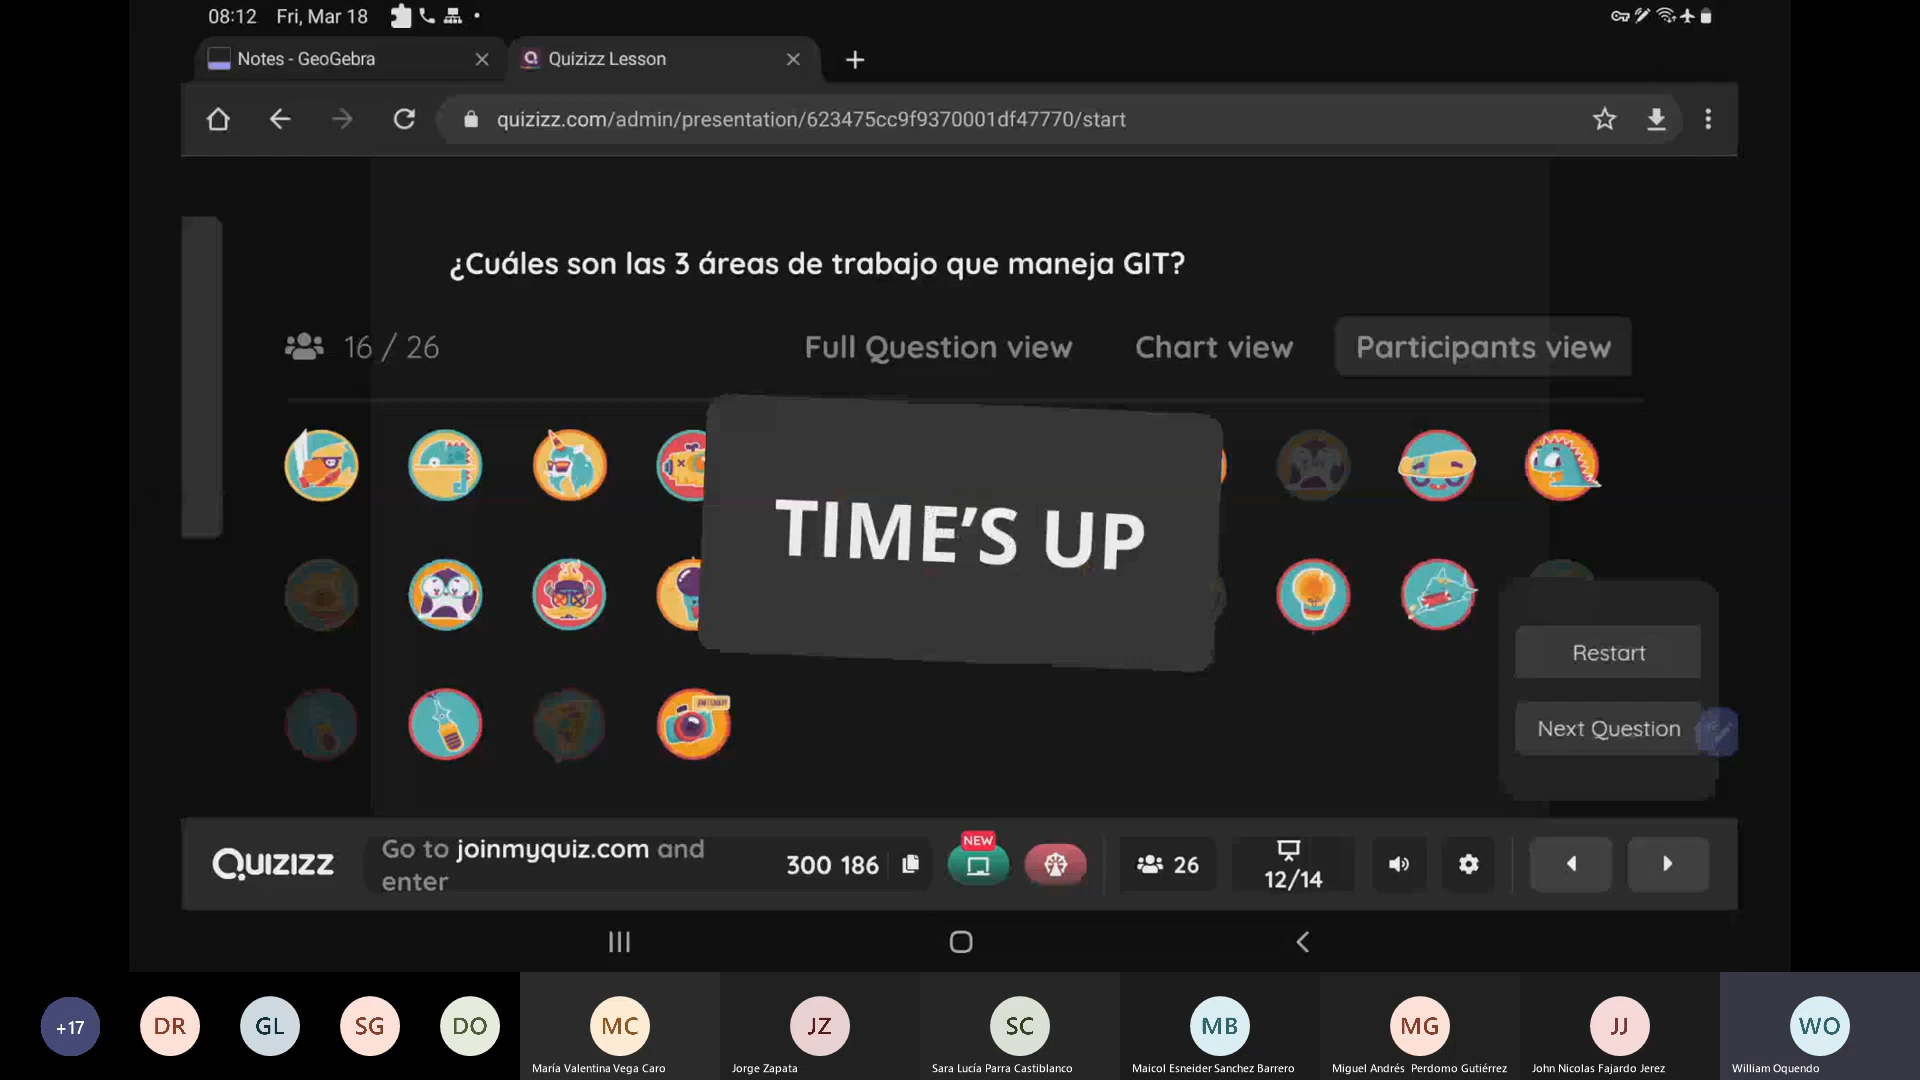 08:12 Fri, Mar 18
Notes - GeoGebra
Quizizz Lesson
quizizz.com/admin/presentation/623475cc9f9370001df47770/start
¿Cuáles son las 3 áreas de trabajo que maneja GIT?
16 / 26
Full Question view
Chart view
Participants view
TIME'S UP
Restart
Next Question
QUIZIZZ
Go to joinmyquiz.com and
enter
300 186
NEW
26
12/14
+17
DR
GL
SG
DO
MC
JZ
SC
MB
MG
JJ
WO
María Valentina Vega Caro
Jorge Zapata
Sara Lucía Parra Castiblanco
Maicol Esneider Sanchez Barrero
Miguel Andrés Perdomo Gutiérrez
John Nicolas Fajardo Jerez
William Oquendo